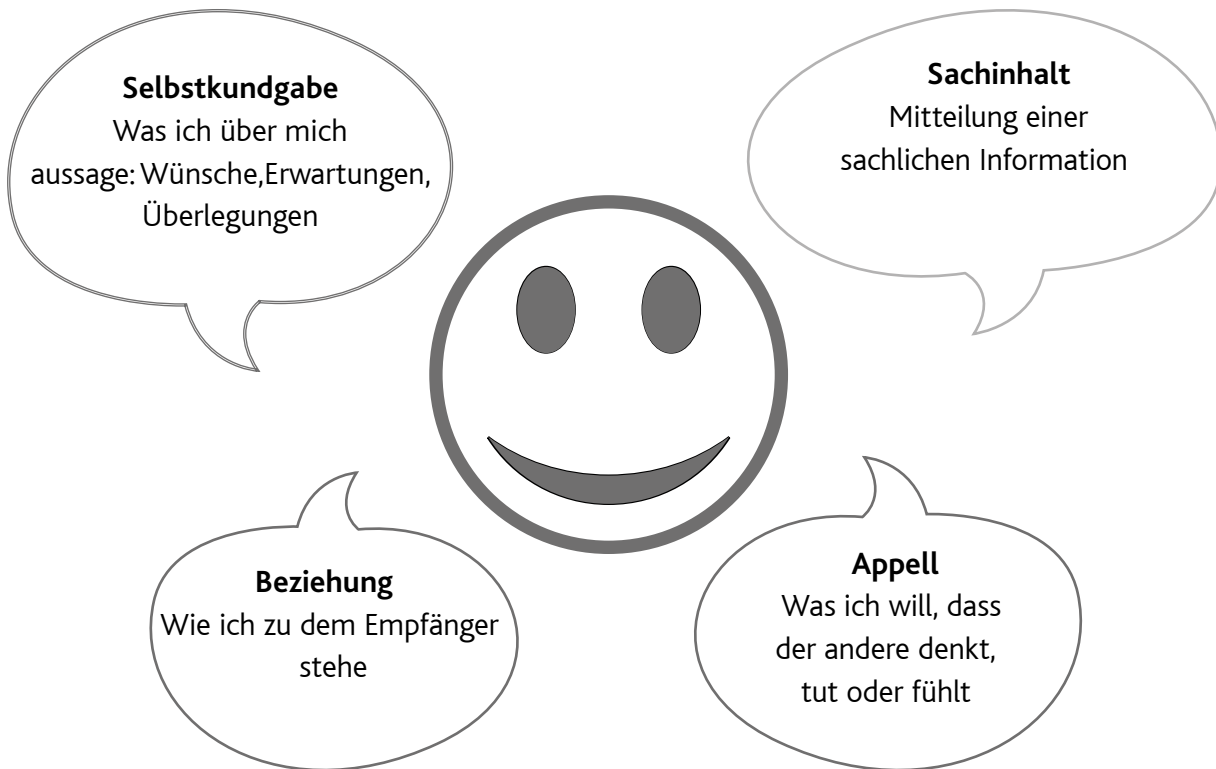 Selbstkundgabe
Was ich über mich
aussage: Wünsche,Erwartungen,
Überlegungen
Sachinhalt
Mitteilung einer
sachlichen Information
Beziehung
Wie ich zu dem Empfänger
stehe
Appell
Was ich will, dass
der andere denkt,
tut oder fühlt